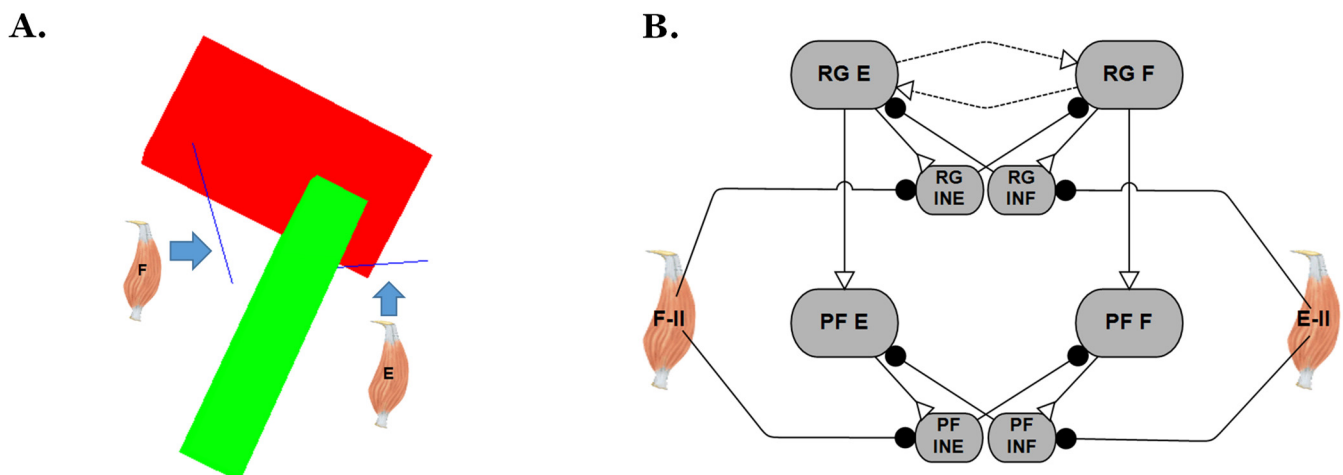 A.
F
E
B.
RG E
RG F
RG
INE
RG
INF
F-II
PF E
PF F
E-II
PF
INE
PF
INF